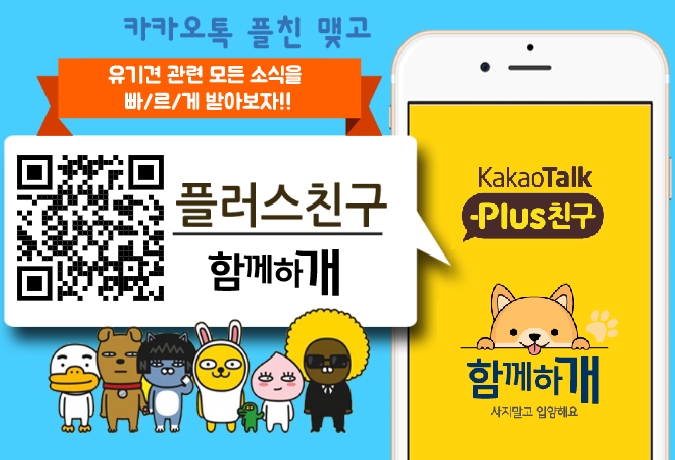 카카오톡 플친 맺고
유기견 관련 모든 소식을
빠/르/게 받아보자!!
플러스친구
함께하개
KakaoTalk
Plus친구
함께하개
사지말고 입양해요